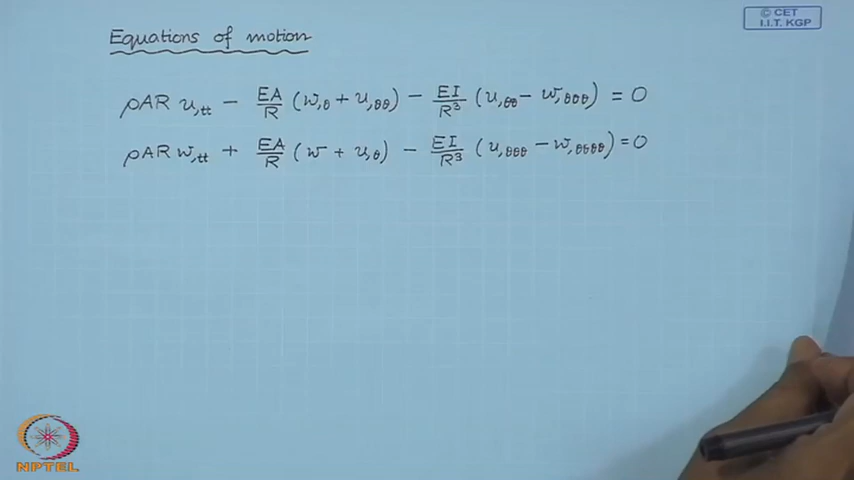 © CET
I.I.T. KGP
Equations of motion
ρAR u,tt − EA/R (w,θ + u,θθ) − EI/R³ (u,θθ − w,θθθ) = 0
ρAR w,tt + EA/R (w + u,θ) − EI/R³ (u,θθθ − w,θθθθ) = 0
NPTEL